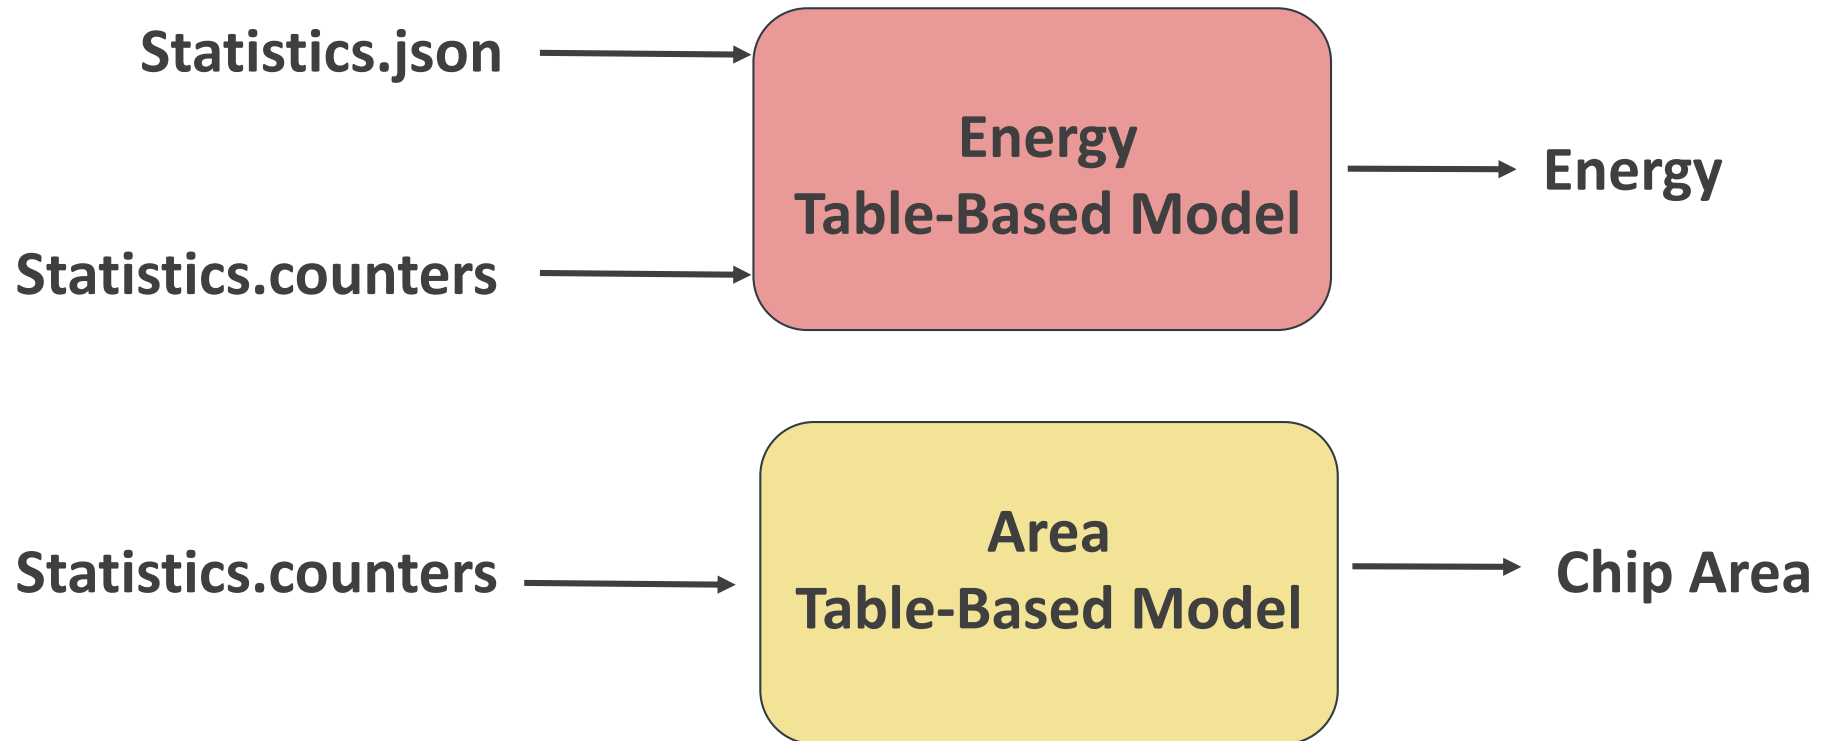 Statistics.json
Statistics.counters
Energy
Table-Based Model
Energy
Statistics.counters
Area
Table-Based Model
Chip Area